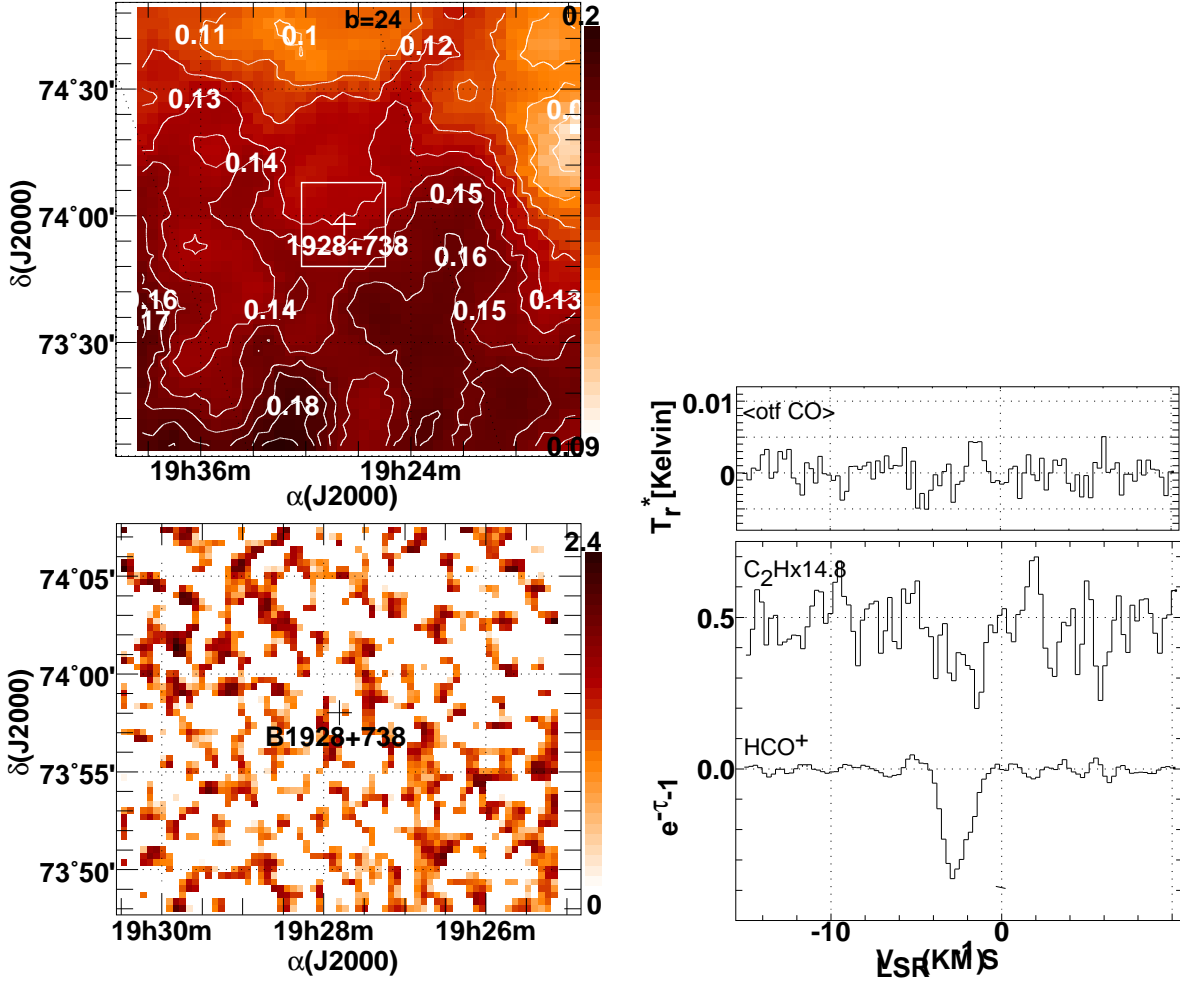 b=24
0.2
0.11
0.1
0.12
74°30'
0.13
0.14
0.15
74°00'
1928+738
0.16
0.16
0.14
0.15
0.13
.17
73°30'
0.18
0.09
19h36m
19h24m
α(J2000)
δ(J2000)
2.4
74°05'
74°00'
B1928+738
73°55'
73°50'
0
19h30m
19h28m
19h26m
α(J2000)
δ(J2000)
0.01
<otf CO>
0
T_r^* [Kelvin]
C₂Hx14.8
0.5
HCO⁺
0.0
e^-τ-1
-10
0
V_LSR (KM S^-1)